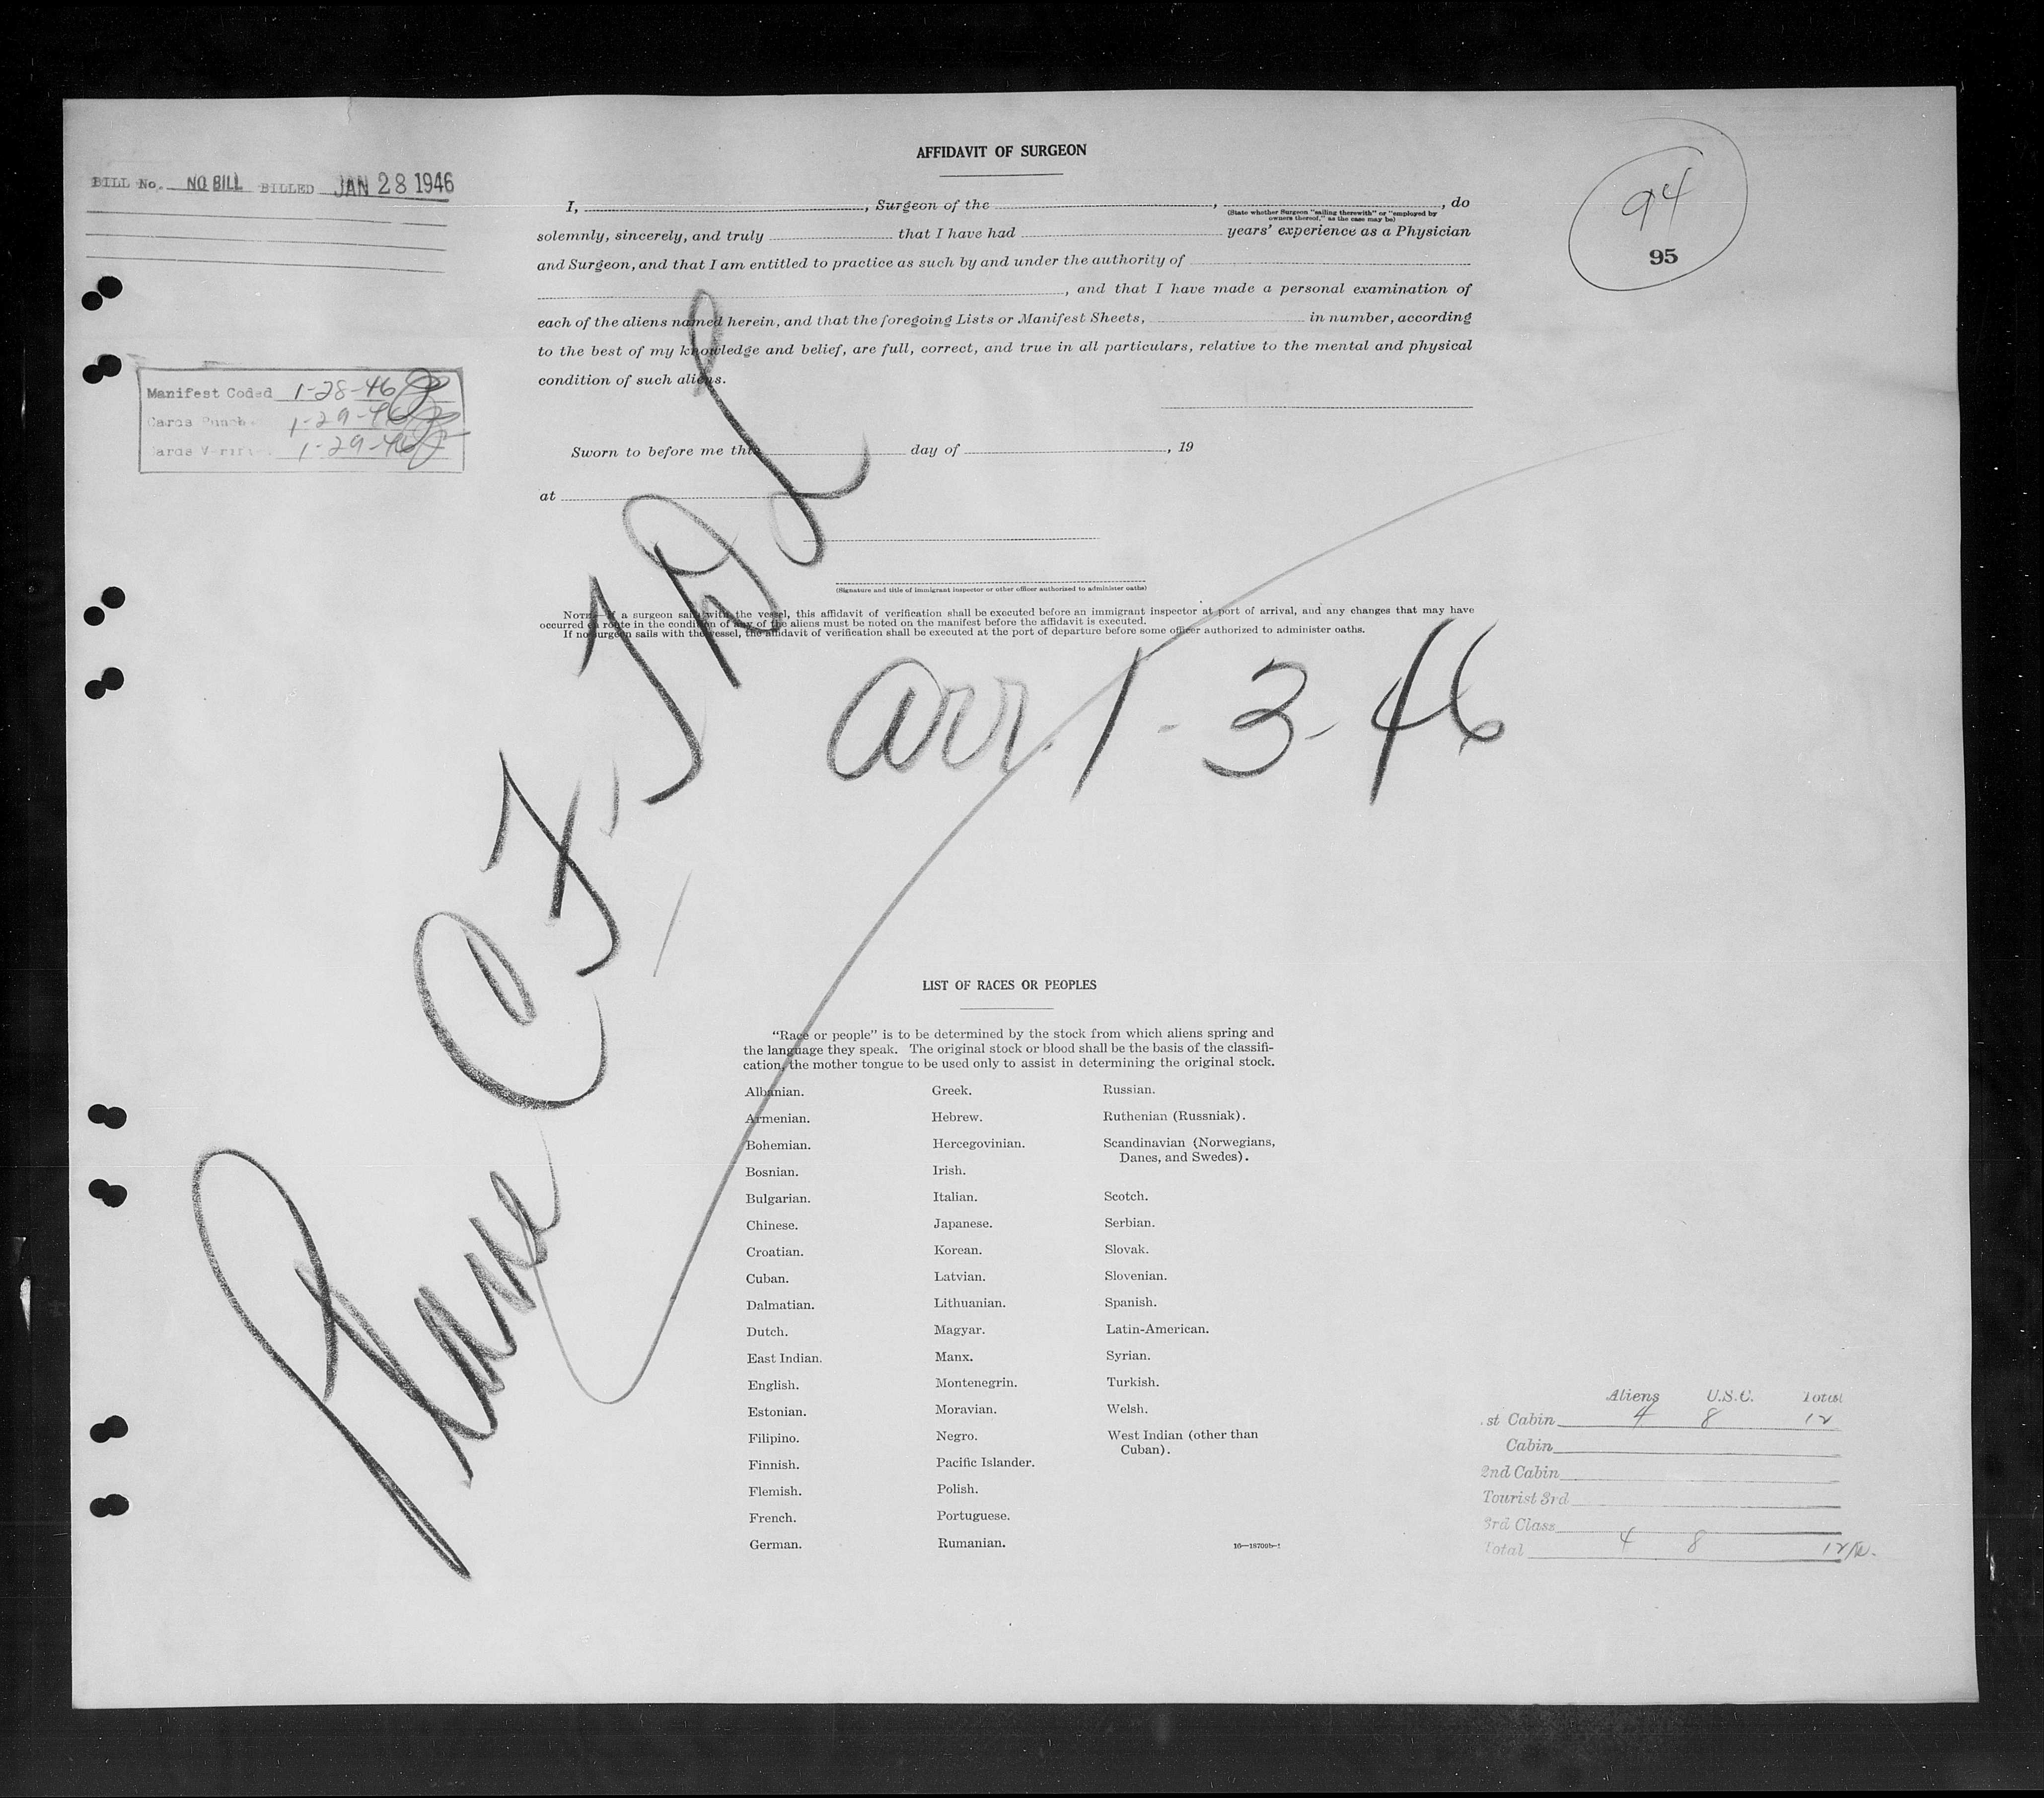 AFFIDAVIT OF SURGEON
BILL No. NO BILL BILLED JAN 28 1946
94
95
I, , Surgeon of the , , do
(State whether Surgeon "sailing therewith" or "employed by
owners thereof," as the case may be)
solemnly, sincerely, and truly that I have had years' experience as a Physician
and Surgeon, and that I am entitled to practice as such by and under the authority of
, and that I have made a personal examination of
each of the aliens named herein, and that the foregoing Lists or Manifest Sheets, in number, according
to the best of my knowledge and belief, are full, correct, and true in all particulars, relative to the mental and physical
condition of such aliens.
Manifest Coded 1-28-46
Cards Punch 1-29-46
Cards Verif 1-29-46
Sworn to before me this day of , 19
at
(Signature and title of immigrant inspector or other officer authorized to administer oaths)
NOTE.—If a surgeon sails with the vessel, this affidavit of verification shall be executed before an immigrant inspector at port of arrival, and any changes that may have
occurred en route in the condition of any of the aliens must be noted on the manifest before the affidavit is executed.
If no surgeon sails with the vessel, the affidavit of verification shall be executed at the port of departure before some officer authorized to administer oaths.
Plane CF-
arr. 1-3-46
LIST OF RACES OR PEOPLES
"Race or people" is to be determined by the stock from which aliens spring and
the language they speak. The original stock or blood shall be the basis of the classifi-
cation, the mother tongue to be used only to assist in determining the original stock.
Albanian.
Armenian.
Bohemian.
Bosnian.
Bulgarian.
Chinese.
Croatian.
Cuban.
Dalmatian.
Dutch.
East Indian.
English.
Estonian.
Filipino.
Finnish.
Flemish.
French.
German.
Greek.
Hebrew.
Hercegovinian.
Irish.
Italian.
Japanese.
Korean.
Latvian.
Lithuanian.
Magyar.
Manx.
Montenegrin.
Moravian.
Negro.
Pacific Islander.
Polish.
Portuguese.
Rumanian.
Russian.
Ruthenian (Russniak).
Scandinavian (Norwegians,
Danes, and Swedes).
Scotch.
Serbian.
Slovak.
Slovenian.
Spanish.
Latin-American.
Syrian.
Turkish.
Welsh.
West Indian (other than
Cuban).
16—18709b-1
Aliens U.S.C. Total
st Cabin 4 8 12
Cabin
2nd Cabin
Tourist 3rd
3rd Class
Total 4 8 12